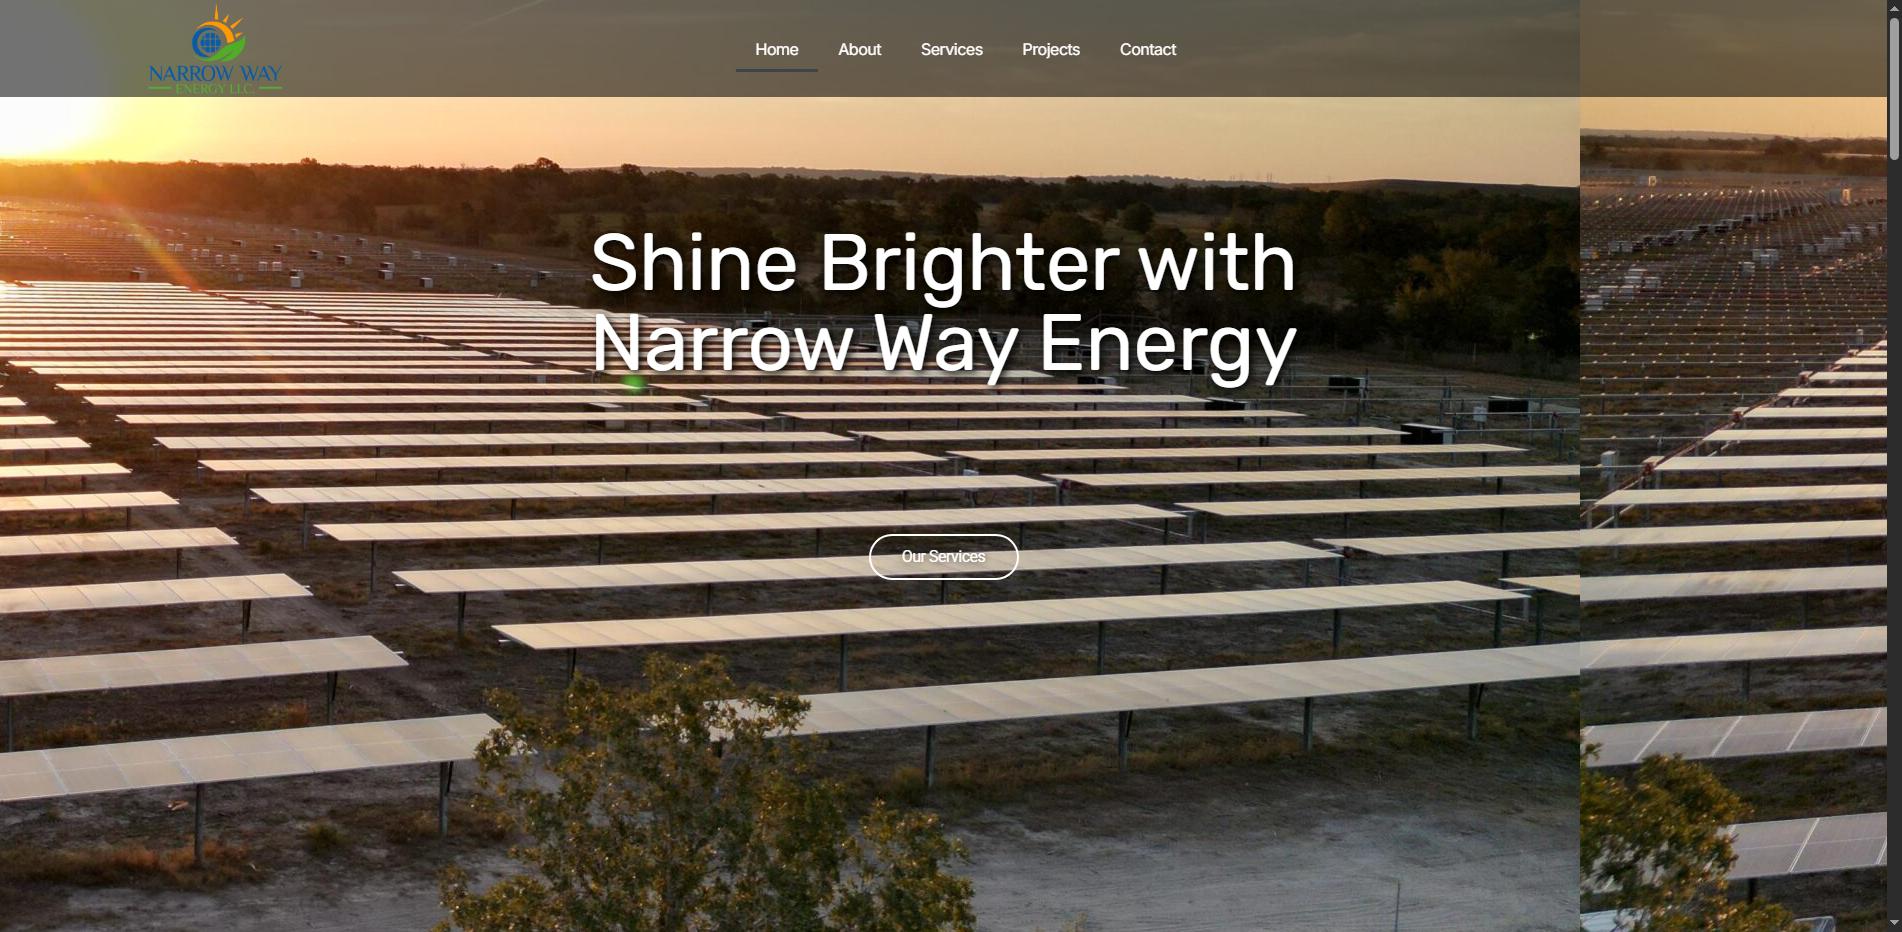 NARROW WAY
ENERGY LLC.
Home
About
Services
Projects
Contact
Shine Brighter with
Narrow Way Energy
Our Services